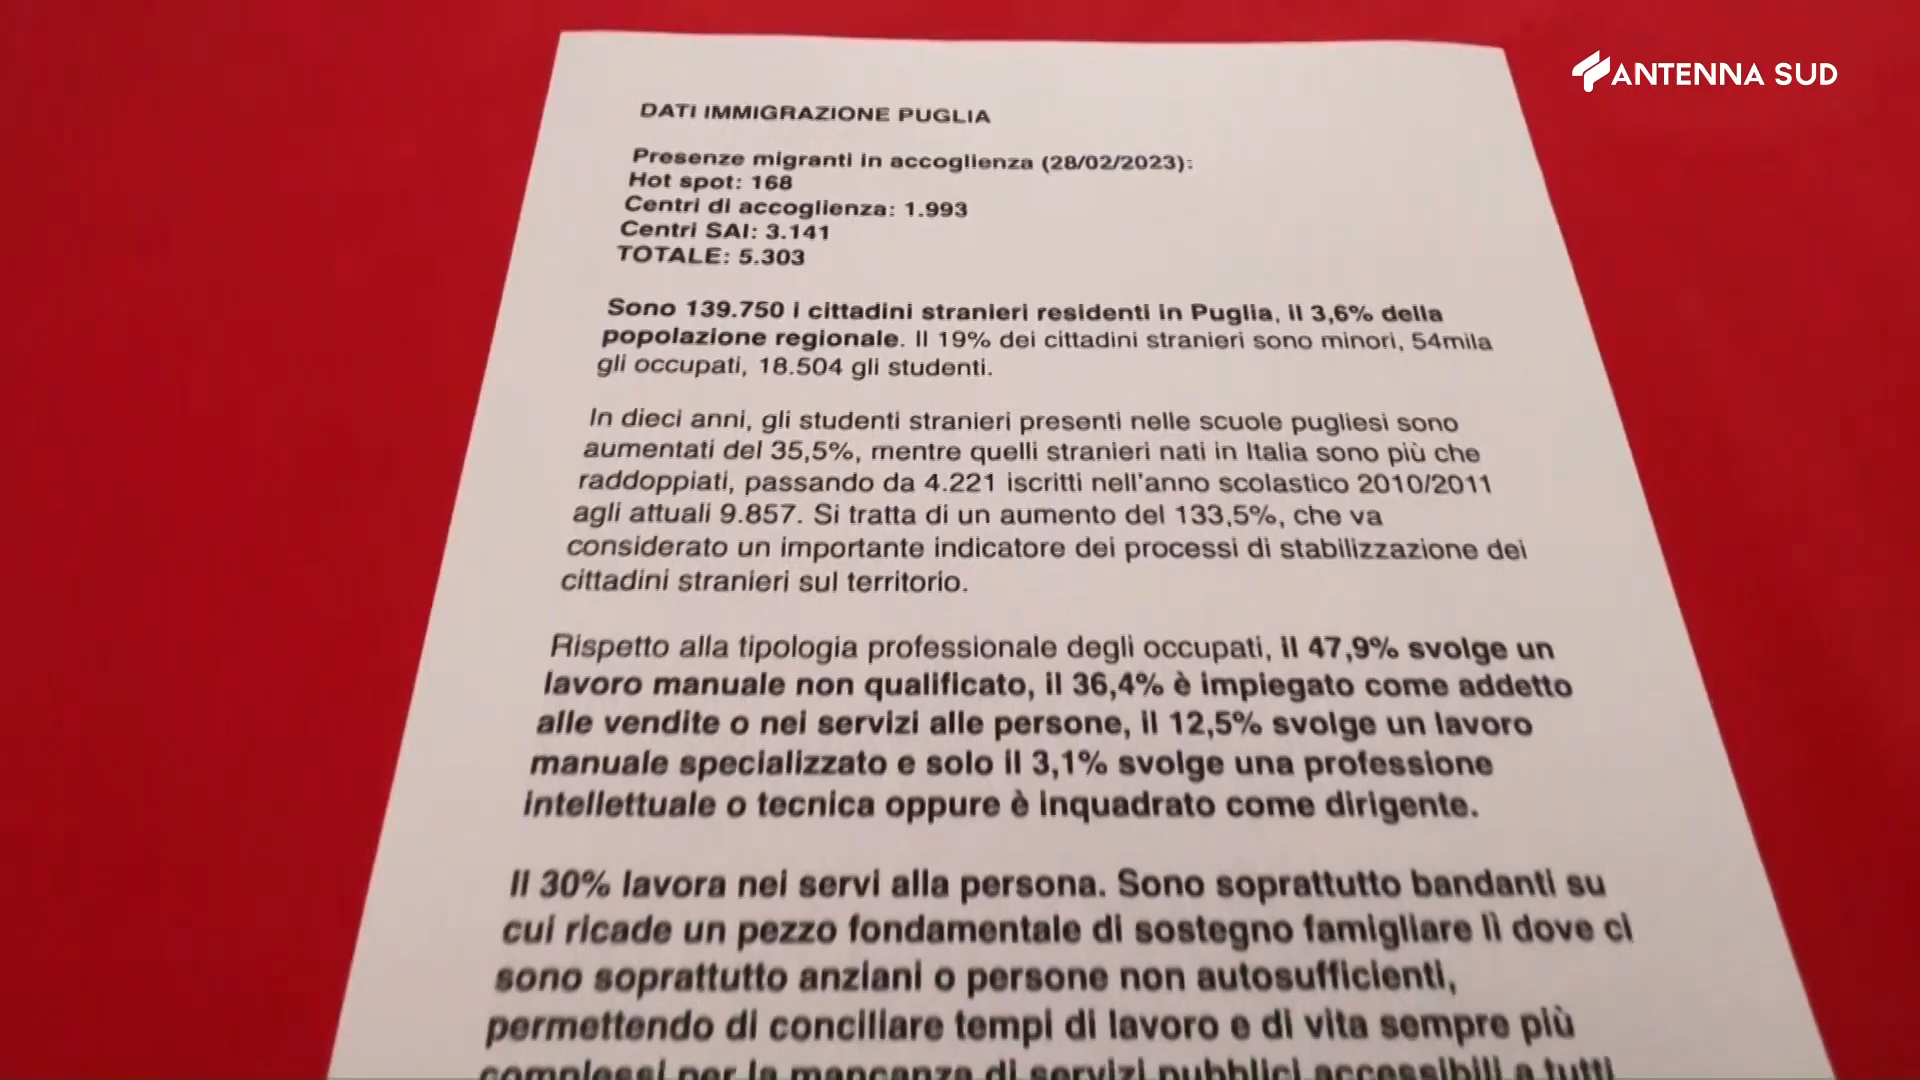 ANTENNA SUD
DATI IMMIGRAZIONE PUGLIA
Presenze migranti in accoglienza (28/02/2023):
Hot spot: 168
Centri di accoglienza: 1.993
Centri SAI: 3.141
TOTALE: 5.303
Sono 139.750 i cittadini stranieri residenti in Puglia, il 3,6% della
popolazione regionale. Il 19% dei cittadini stranieri sono minori, 54mila
gli occupati, 18.504 gli studenti.
In dieci anni, gli studenti stranieri presenti nelle scuole pugliesi sono
aumentati del 35,5%, mentre quelli stranieri nati in Italia sono più che
raddoppiati, passando da 4.221 iscritti nell'anno scolastico 2010/2011
agli attuali 9.857. Si tratta di un aumento del 133,5%, che va
considerato un importante indicatore dei processi di stabilizzazione dei
cittadini stranieri sul territorio.
Rispetto alla tipologia professionale degli occupati, il 47,9% svolge un
lavoro manuale non qualificato, il 36,4% è impiegato come addetto
alle vendite o nei servizi alle persone, il 12,5% svolge un lavoro
manuale specializzato e solo il 3,1% svolge una professione
intellettuale o tecnica oppure è inquadrato come dirigente.
Il 30% lavora nei servi alla persona. Sono soprattutto bandanti su
cui ricade un pezzo fondamentale di sostegno famigliare lì dove ci
sono soprattutto anziani o persone non autosufficienti,
permettendo di conciliare tempi di lavoro e di vita sempre più
complessi per la mancanza di servizi pubblici accessibili a tutti